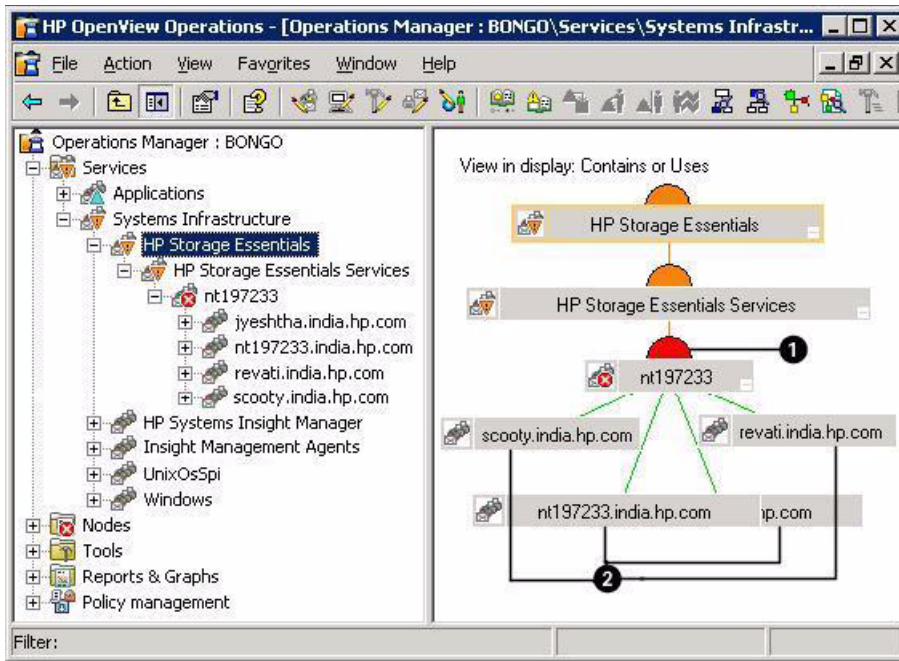 HP OpenView Operations - [Operations Manager : BONGO\Services\Systems Infrastr...
File Action View Favorites Window Help
Operations Manager : BONGO
Services
Applications
Systems Infrastructure
HP Storage Essentials
HP Storage Essentials Services
nt197233
jyeshtha.india.hp.com
nt197233.india.hp.com
revati.india.hp.com
scooty.india.hp.com
HP Systems Insight Manager
Insight Management Agents
UnixOsSpi
Windows
Nodes
Tools
Reports & Graphs
Policy management
View in display: Contains or Uses
HP Storage Essentials
HP Storage Essentials Services
1
nt197233
scooty.india.hp.com
revati.india.hp.com
nt197233.india.hp.com
hp.com
2
Filter: